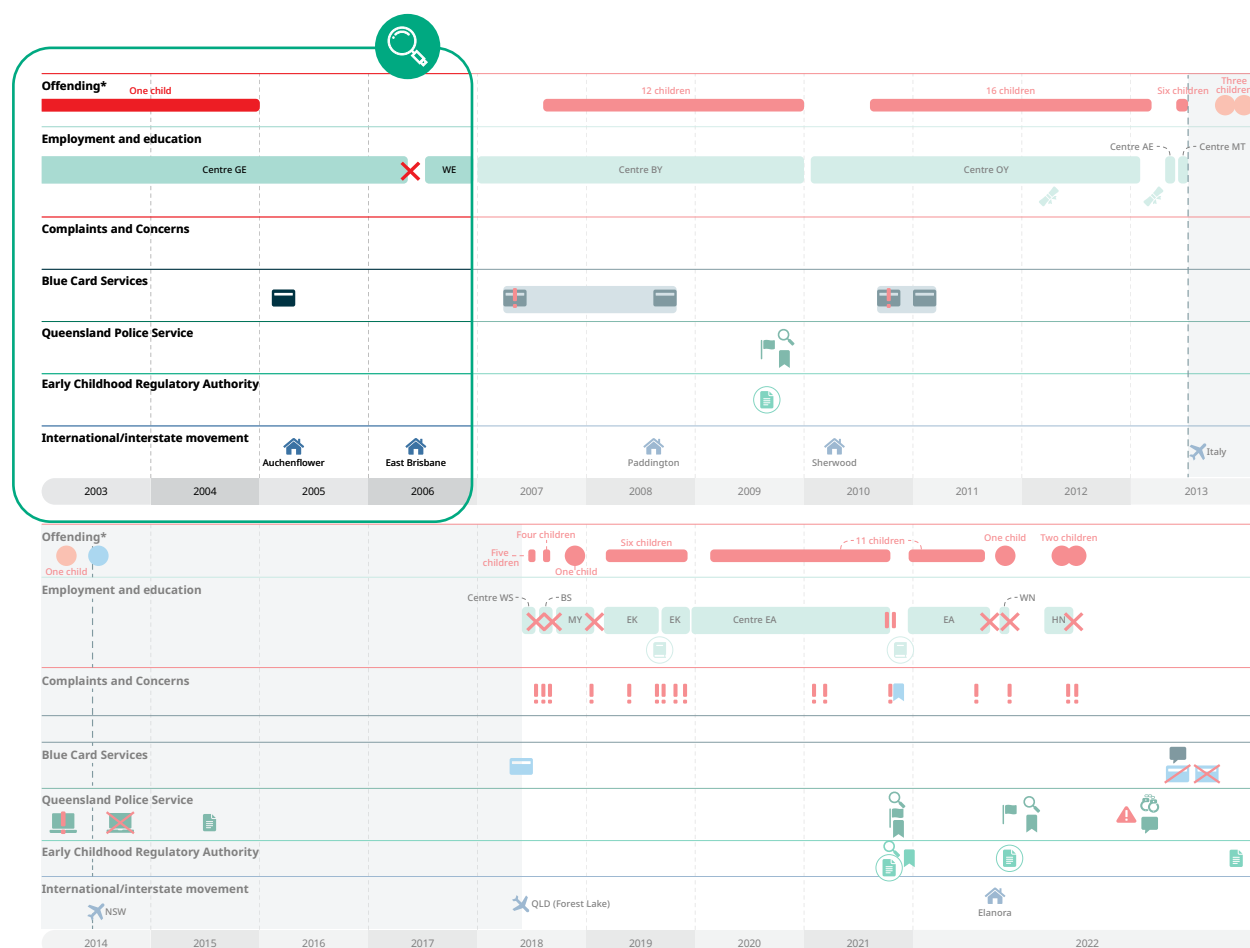 Offending*
One child
12 children
16 children
Six children
Three
children
Employment and education
Centre GE
WE
Centre BY
Centre OY
Centre AE
Centre MT
Complaints and Concerns
Blue Card Services
Queensland Police Service
Early Childhood Regulatory Authority
International/interstate movement
Auchenflower
East Brisbane
Paddington
Sherwood
Italy
2003 2004 2005 2006 2007 2008 2009 2010 2011 2012 2013
Offending*
One child
Five
children
Four children
One child
Six children
11 children
One child
Two children
Employment and education
Centre WS
BS
MY
EK
EK
Centre EA
EA
WN
HN
Complaints and Concerns
Blue Card Services
Queensland Police Service
Early Childhood Regulatory Authority
International/interstate movement
NSW
QLD (Forest Lake)
Elanora
2014 2015 2016 2017 2018 2019 2020 2021 2022